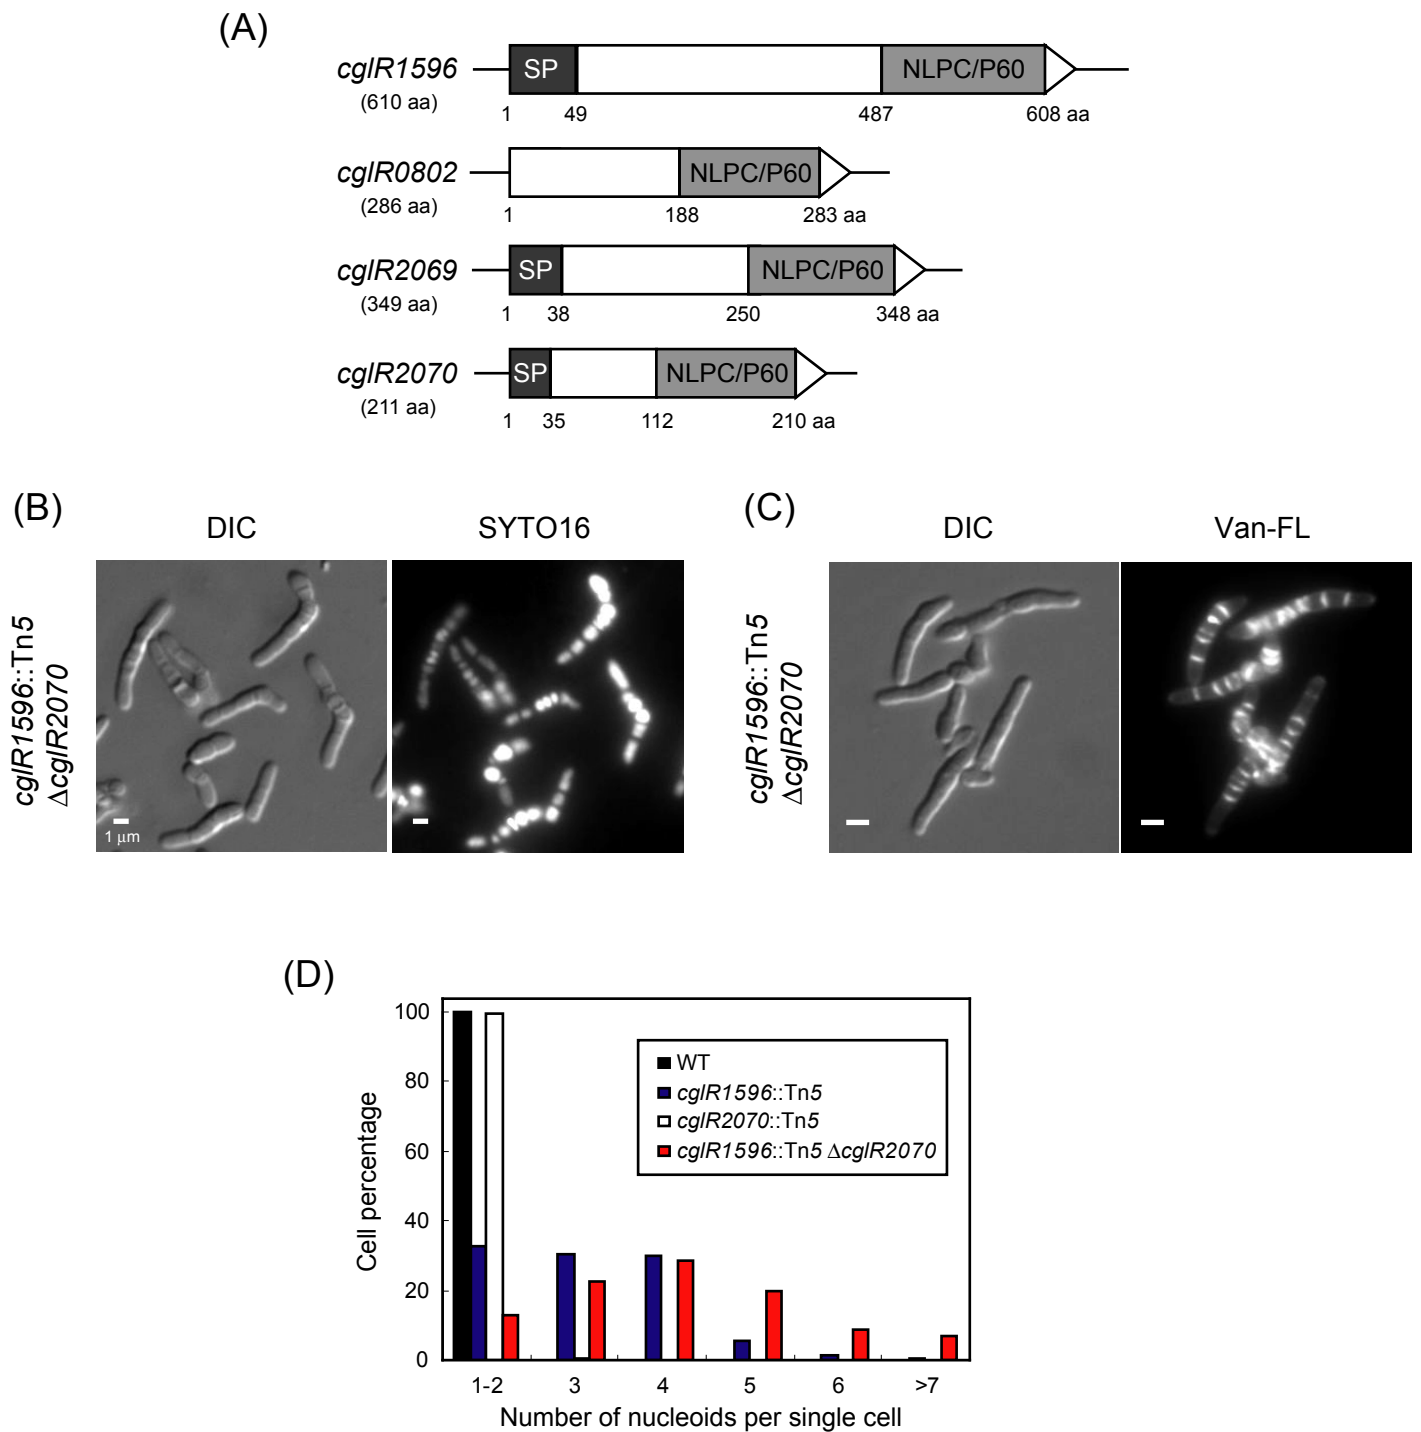 (A)
cglR1596
(610 aa)
SP
NLPC/P60
1 49 487 608 aa
cglR0802
(286 aa)
NLPC/P60
1 188 283 aa
cglR2069
(349 aa)
SP
NLPC/P60
1 38 250 348 aa
cglR2070
(211 aa)
SP
NLPC/P60
1 35 112 210 aa
(B)
DIC SYTO16
cglR1596::Tn5
ΔcglR2070
1 μm
(C)
DIC Van-FL
cglR1596::Tn5
ΔcglR2070
(D)
Cell percentage
100
80
60
40
20
0
WT
cglR1596::Tn5
cglR2070::Tn5
cglR1596::Tn5 ΔcglR2070
1-2 3 4 5 6 >7
Number of nucleoids per single cell